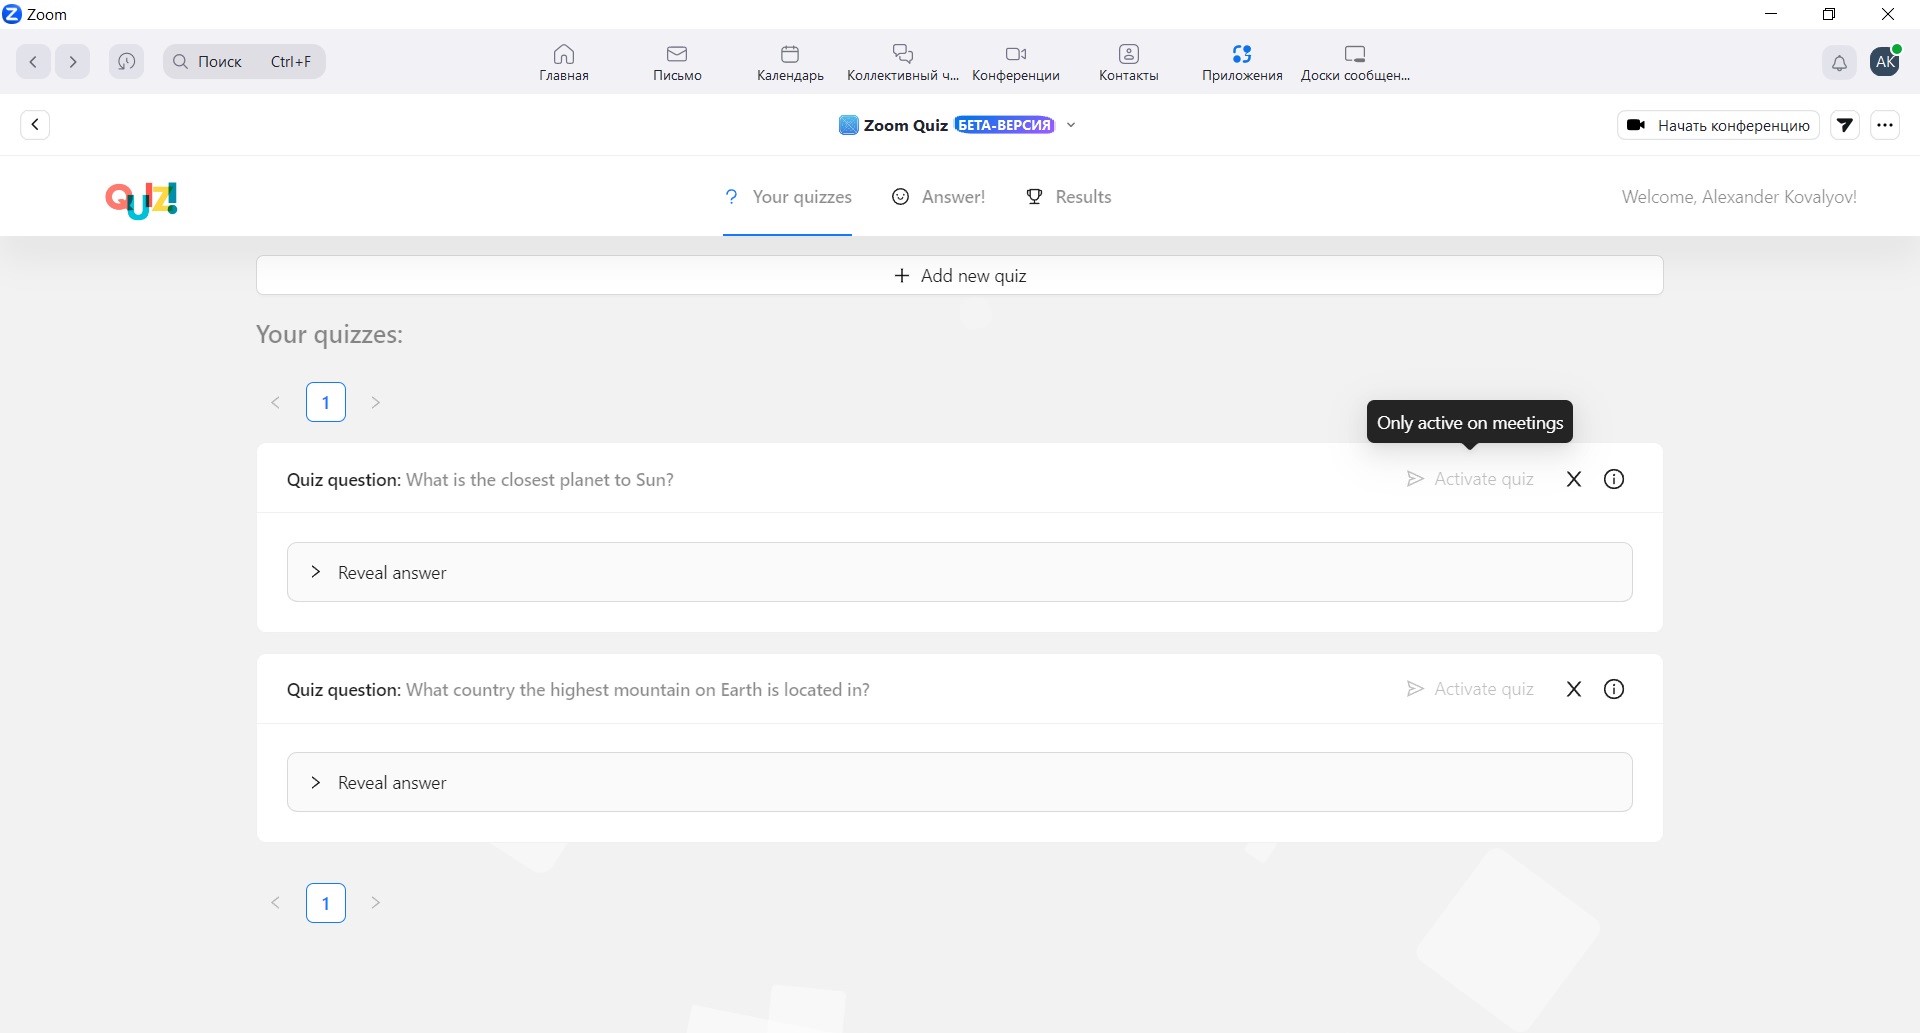 Zoom
Поиск Ctrl+F
Главная
Письмо
Календарь
Коллективный ч...
Конференции
Контакты
Приложения
Доски сообщен...
AK
Zoom Quiz БЕТА-ВЕРСИЯ
Начать конференцию
QUIZ!
? Your quizzes
Answer!
Results
Welcome, Alexander Kovalyov!
+ Add new quiz
Your quizzes:
< 1 >
Only active on meetings
Quiz question: What is the closest planet to Sun?
Activate quiz
Reveal answer
Quiz question: What country the highest mountain on Earth is located in?
Activate quiz
Reveal answer
< 1 >